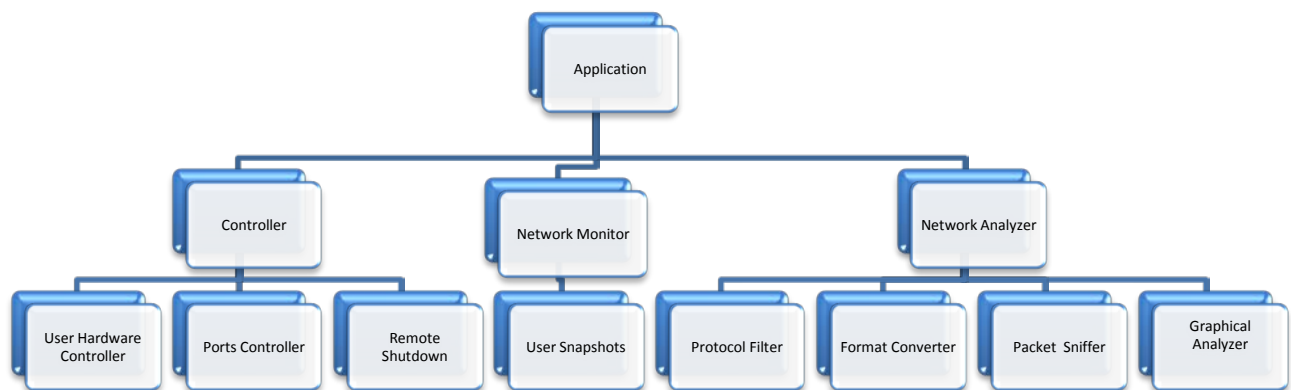 Application
Controller
Network Monitor
Network Analyzer
User Hardware
Controller
Ports Controller
Remote
Shutdown
User Snapshots
Protocol Filter
Format Converter
Packet Sniffer
Graphical
Analyzer